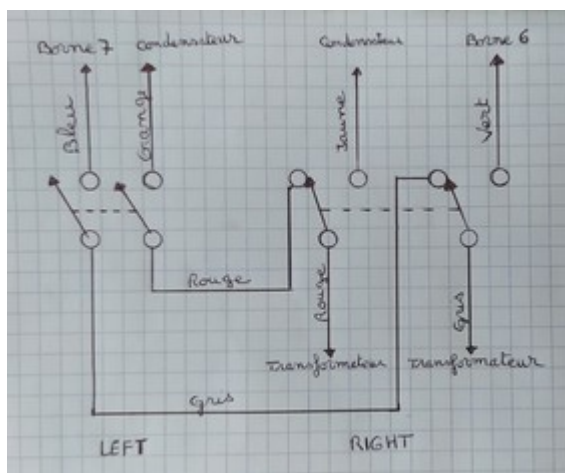 Borne 7 Condensateur Condensateur Borne 6
Bleu Orange Jaune Vert
Rouge Rouge Gris
Transformateur Transformateur
Gris
LEFT RIGHT